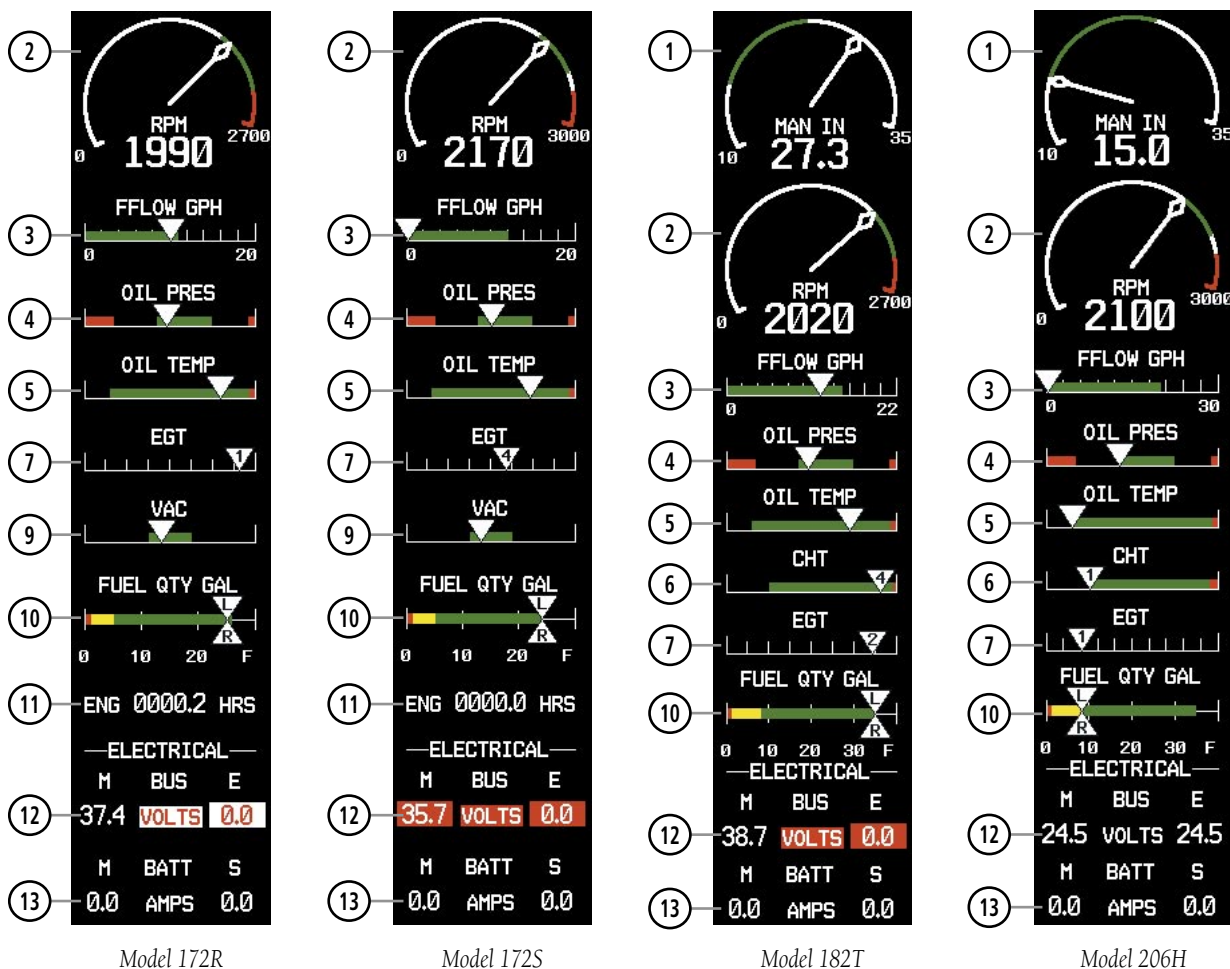 2
RPM
1990
0
2700
3
FFLOW GPH
0 20
4
OIL PRES
5
OIL TEMP
7
EGT
1
9
VAC
10
FUEL QTY GAL
L
R
0 10 20 F
11
ENG 0000.2 HRS
ELECTRICAL
M BUS E
12
37.4 VOLTS 0.0
M BATT S
13
0.0 AMPS 0.0
Model 172R
2
RPM
2170
0
3000
3
FFLOW GPH
0 20
4
OIL PRES
5
OIL TEMP
7
EGT
4
9
VAC
10
FUEL QTY GAL
L
R
0 10 20 F
11
ENG 0000.0 HRS
ELECTRICAL
M BUS E
12
35.7 VOLTS 0.0
M BATT S
13
0.0 AMPS 0.0
Model 172S
1
MAN IN
27.3
10
35
2
RPM
2020
0
2700
3
FFLOW GPH
0 22
4
OIL PRES
5
OIL TEMP
6
CHT
4
7
EGT
2
10
FUEL QTY GAL
L
R
0 10 20 30 F
ELECTRICAL
M BUS E
12
38.7 VOLTS 0.0
M BATT S
13
0.0 AMPS 0.0
Model 182T
1
MAN IN
15.0
10
35
2
RPM
2100
0
3000
3
FFLOW GPH
0 30
4
OIL PRES
5
OIL TEMP
6
CHT
1
7
EGT
1
10
FUEL QTY GAL
L
R
0 10 20 30 F
ELECTRICAL
M BUS E
12
24.5 VOLTS 24.5
M BATT S
13
0.0 AMPS 0.0
Model 206H